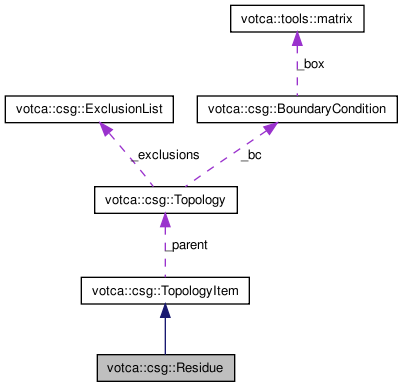 votca::tools::matrix
_box
votca::csg::ExclusionList
votca::csg::BoundaryCondition
_exclusions
_bc
votca::csg::Topology
_parent
votca::csg::TopologyItem
votca::csg::Residue